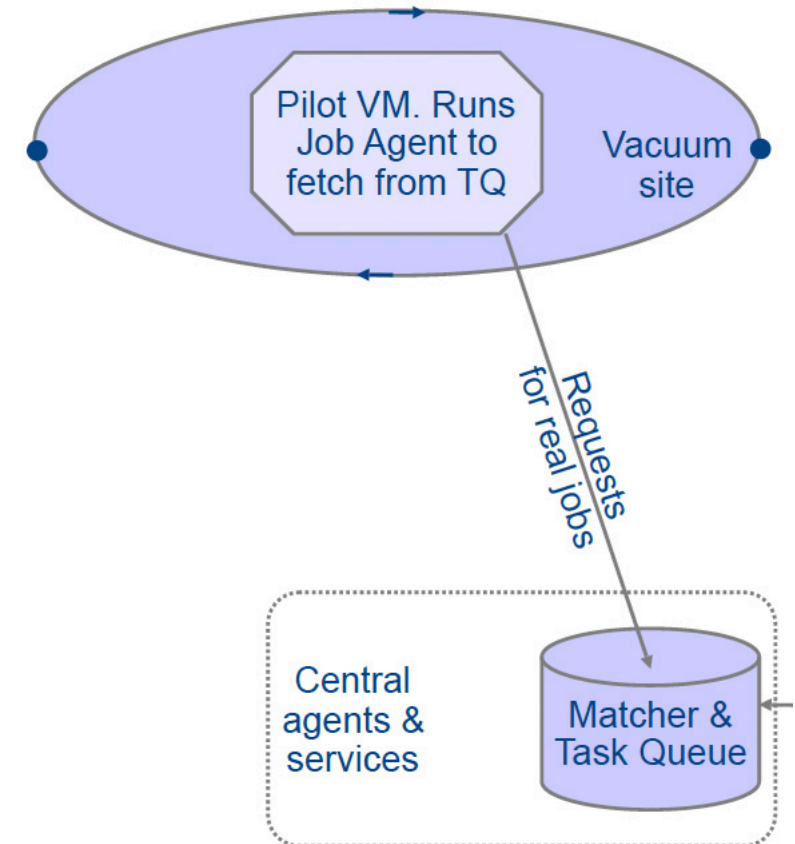 Pilot VM. Runs
Job Agent to
fetch from TQ
Vacuum
site
Requests
for real jobs
Central
agents &
services
Matcher &
Task Queue